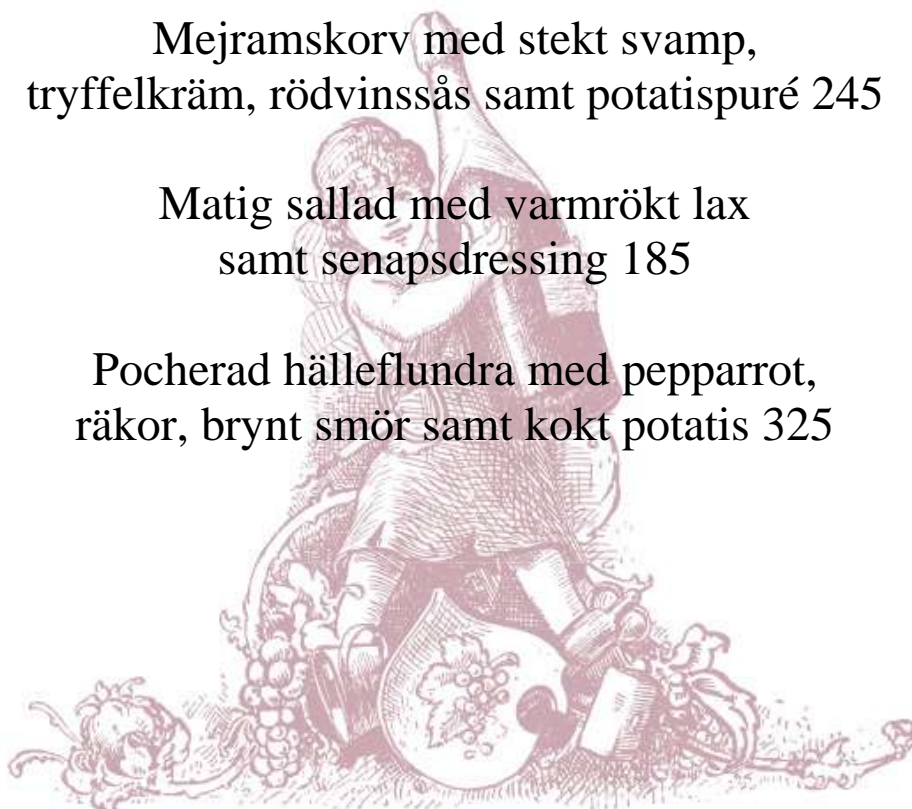 Mejramskorv med stekt svamp,
tryffelkräm, rödvinssås samt potatispuré 245
Matig sallad med varmrökt lax
samt senapsdressing 185
Pocherad hälleflundra med pepparrot,
räkor, brynt smör samt kokt potatis 325